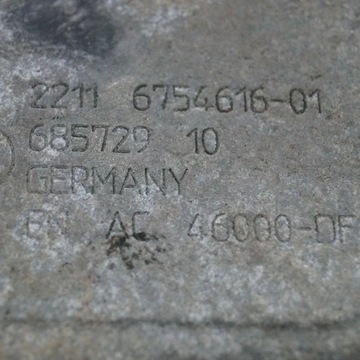 2211 6754616-01
685729 10
GERMANY
EN AC 46000-DF